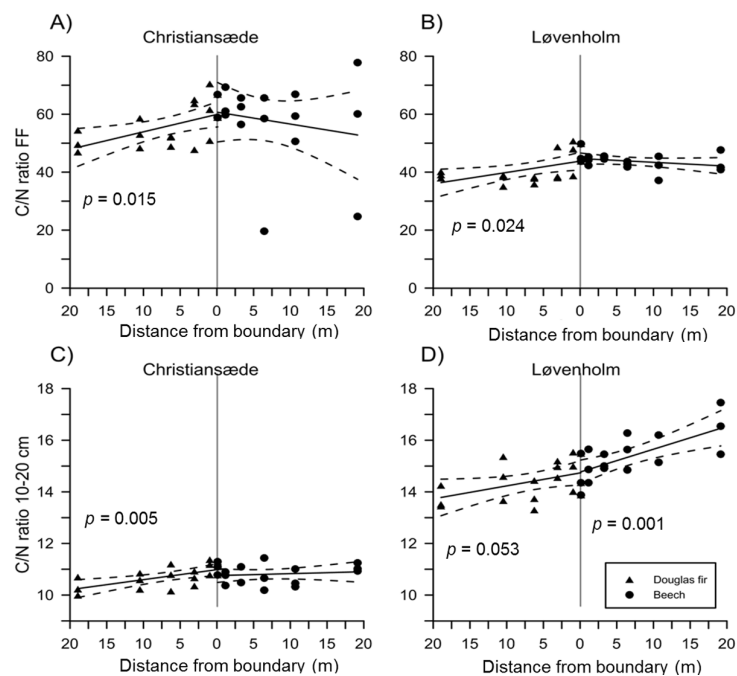 A)
Christiansæde
80
60
40
20
0
C/N ratio FF
p = 0.015
20 15 10 5 0 5 10 15 20
Distance from boundary (m)
B)
Løvenholm
80
60
40
20
0
p = 0.024
20 15 10 5 0 5 10 15 20
Distance from boundary (m)
C)
Christiansæde
18
16
14
12
10
C/N ratio 10-20 cm
p = 0.005
20 15 10 5 0 5 10 15 20
Distance from boundary (m)
D)
Løvenholm
18
16
14
12
10
p = 0.053
p = 0.001
Douglas fir
Beech
20 15 10 5 0 5 10 15 20
Distance from boundary (m)